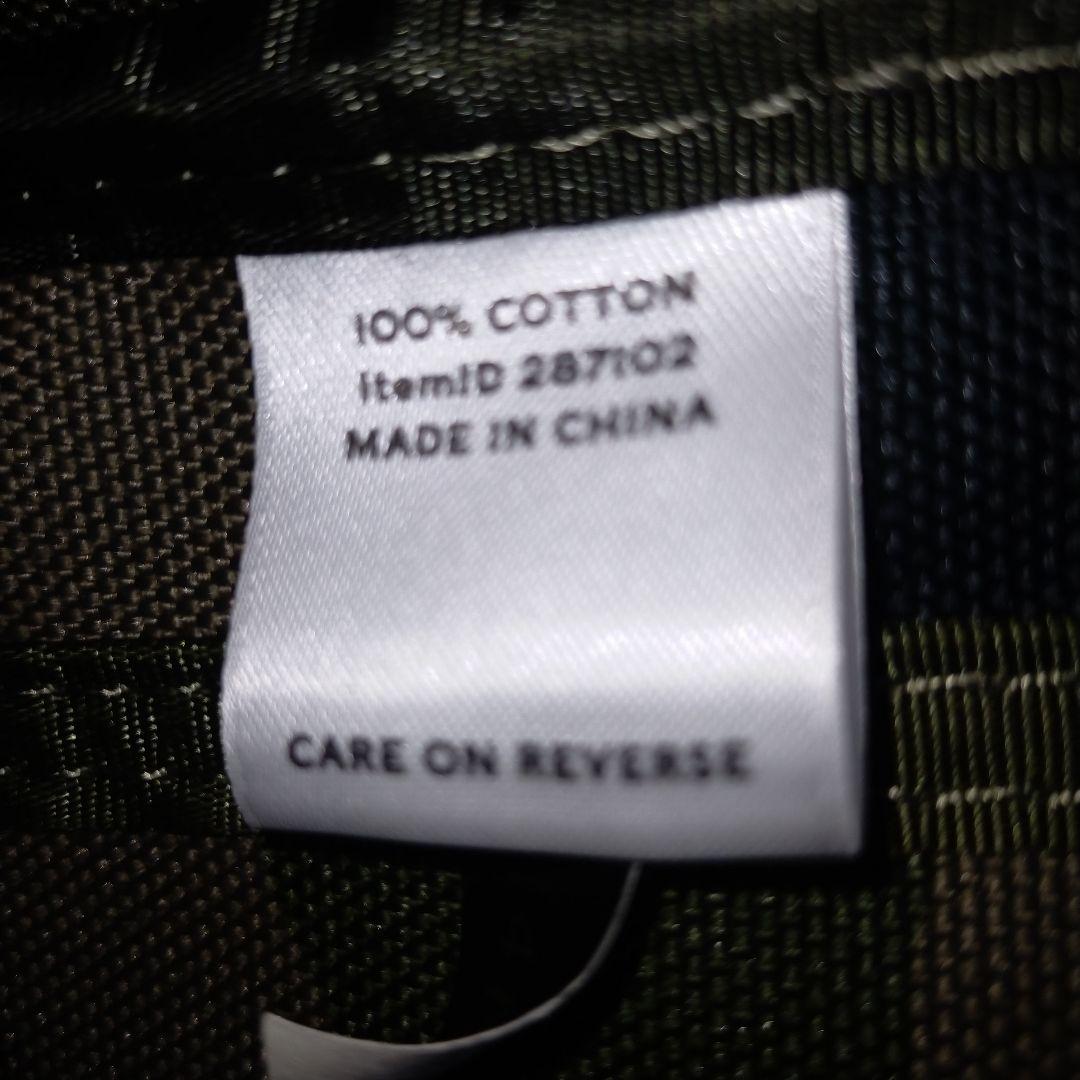 100% COTTON
ItemID 287102
MADE IN CHINA
CARE ON REVERSE